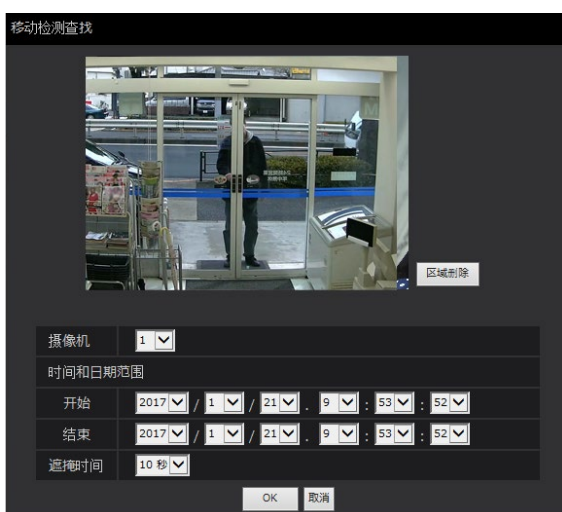 移动检测查找
区域删除
摄像机 1
时间和日期范围
开始 2017 / 1 / 21 . 9 : 53 : 52
结束 2017 / 1 / 21 . 9 : 53 : 52
遮掩时间 10 秒
OK 取消